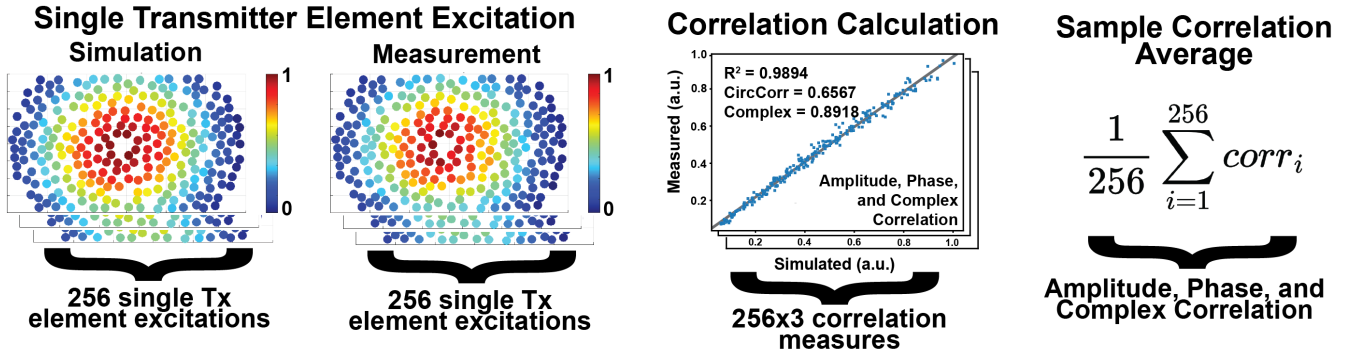 Single Transmitter Element Excitation
Simulation
Measurement
1
0
1
0
256 single Tx
element excitations
256 single Tx
element excitations
Correlation Calculation
1.0
0.8
0.6
0.4
0.2
Measured (a.u.)
R² = 0.9894
CircCorr = 0.6567
Complex = 0.8918
Amplitude, Phase,
and Complex
Correlation
0.2 0.4 0.6 0.8 1.0
Simulated (a.u.)
256x3 correlation
measures
Sample Correlation
Average
256
1/256 ∑ corrᵢ
i=1
Amplitude, Phase, and
Complex Correlation